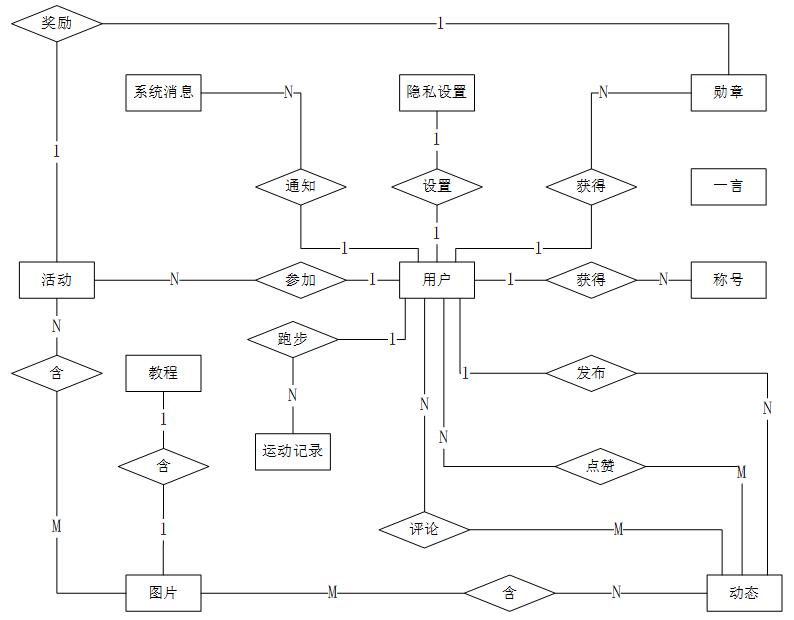 奖励
1
系统消息
N
隐私设置
N
勋章
1
1
通知
设置
获得
一言
1
1
1
活动
N
参加
1
用户
1
获得
N
称号
N
跑步
1
含
教程
1
发布
N
N
N
1
N
运动记录
含
点赞
M
M
1
评论
M
图片
M
含
N
动态